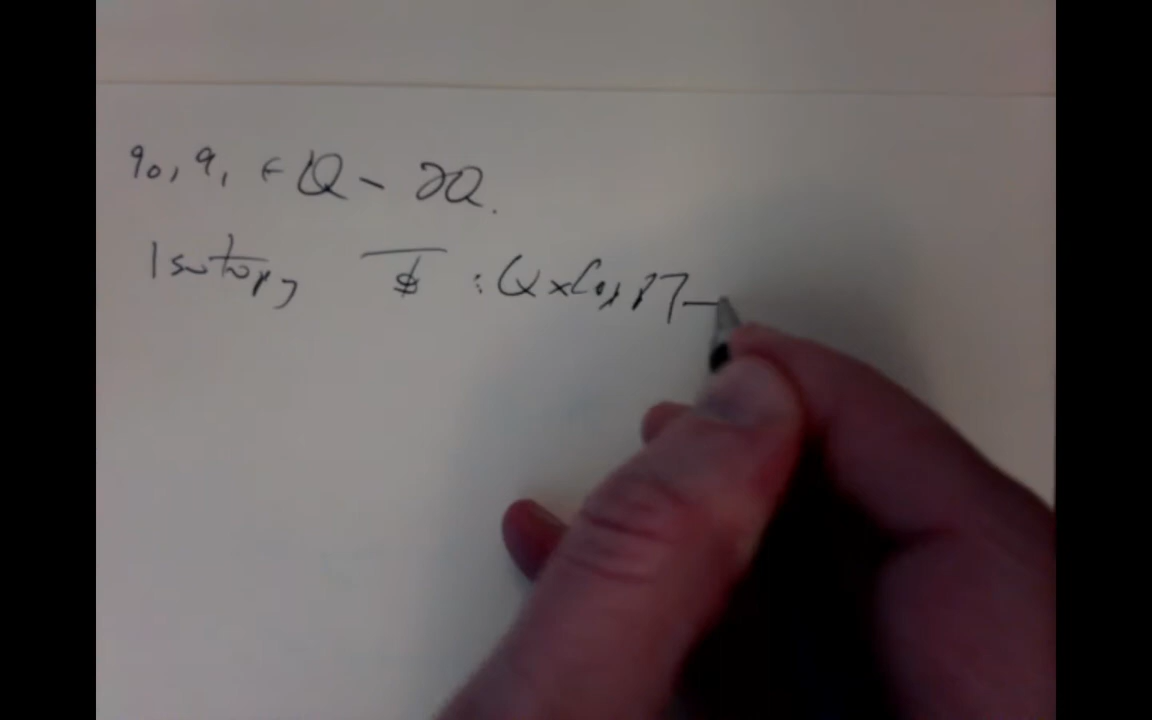 q₀, q₁ ∈ Q - ∂Q.
Isotopy Φ : Q × [0, 1] —